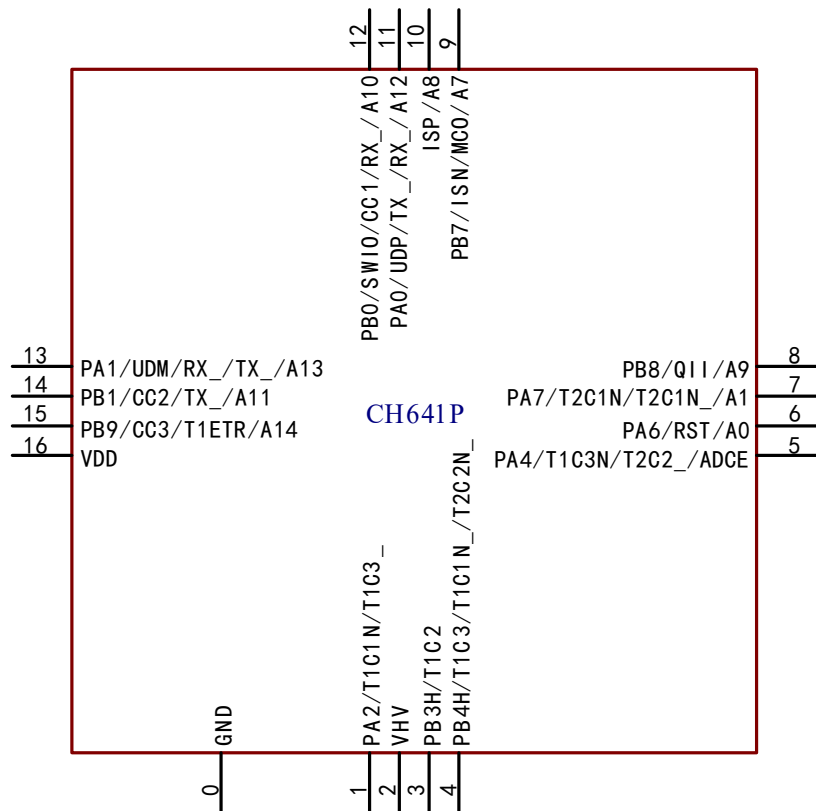 12
11
10
9
PB0/SWIO/CC1/RX_/A10
PA0/UDP/TX_/RX_/A12
ISP/A8
PB7/ISN/MCO/A7
13
PA1/UDM/RX_/TX_/A13
14
PB1/CC2/TX_/A11
15
PB9/CC3/T1ETR/A14
16
VDD
CH641P
PB8/QII/A9
8
PA7/T2C1N/T2C1N_/A1
7
PA6/RST/A0
6
PA4/T1C3N/T2C2_/ADCE
5
GND
PA2/T1C1N/T1C3_
VHV
PB3H/T1C2
PB4H/T1C3/T1C1N_/T2C2N_
0
1
2
3
4